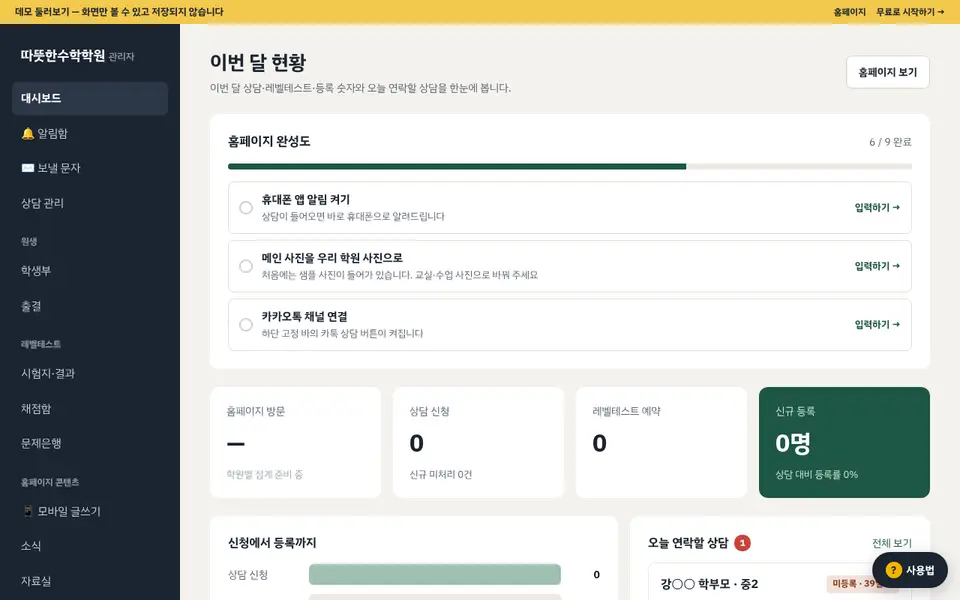 데모 둘러보기 — 화면만 볼 수 있고 저장되지 않습니다
홈페이지 무료로 시작하기 →
따뜻한수학학원 관리자
대시보드
🔔 알림함
✉️ 보낼 문자
상담 관리
원생
학생부
출결
레벨테스트
시험지·결과
채점함
문제은행
홈페이지 콘텐츠
📱 모바일 글쓰기
소식
자료실
이번 달 현황
이번 달 상담·레벨테스트·등록 숫자와 오늘 연락할 상담을 한눈에 봅니다.
홈페이지 보기
홈페이지 완성도
6 / 9 완료
휴대폰 앱 알림 켜기
상담이 들어오면 바로 휴대폰으로 알려드립니다
입력하기 →
메인 사진을 우리 학원 사진으로
처음에는 샘플 사진이 들어가 있습니다. 교실·수업 사진으로 바꿔 주세요
입력하기 →
카카오톡 채널 연결
하단 고정 바의 카톡 상담 버튼이 켜집니다
입력하기 →
홈페이지 방문
—
학원별 집계 준비 중
상담 신청
0
신규 미처리 0건
레벨테스트 예약
0
신규 등록
0명
상담 대비 등록률 0%
신청에서 등록까지
상담 신청
0
오늘 연락할 상담 1
전체 보기
강○○ 학부모 · 중2
미등록 · 39
? 사용법